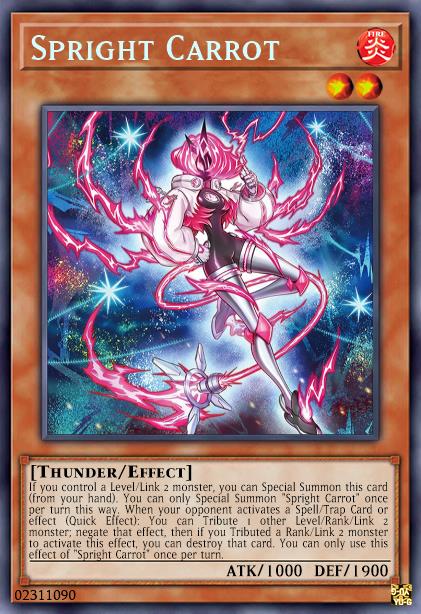 SPRIGHT CARROT
FIRE
炎
[THUNDER/EFFECT]
If you control a Level/Link 2 monster, you can Special Summon this card
(from your hand). You can only Special Summon "Spright Carrot" once
per turn this way. When your opponent activates a Spell/Trap Card or
effect (Quick Effect): You can Tribute 1 other Level/Rank/Link 2
monster; negate that effect, then if you Tributed a Rank/Link 2 monster
to activate this effect, you can destroy that card. You can only use this
effect of "Spright Carrot" once per turn.
ATK/1000 DEF/1900
02311090